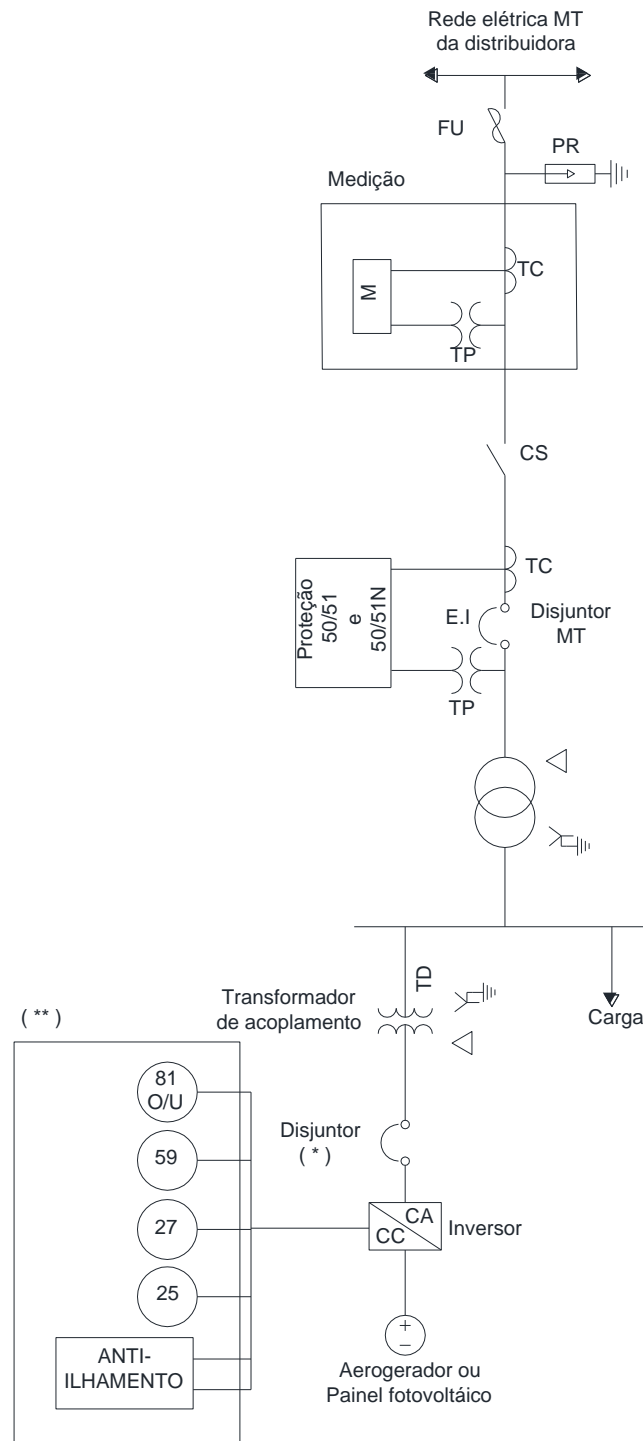 Rede elétrica MT
da distribuidora
FU
PR
Medição
TC
M
TP
CS
TC
Proteção
50/51
e
50/51N
E.I
Disjuntor
MT
TP
TD
Transformador
de acoplamento
Carga
( ** )
81
O/U
Disjuntor
( * )
59
27
CA
CC
Inversor
25
+
−
ANTI-
ILHAMENTO
Aerogerador ou
Painel fotovoltáico